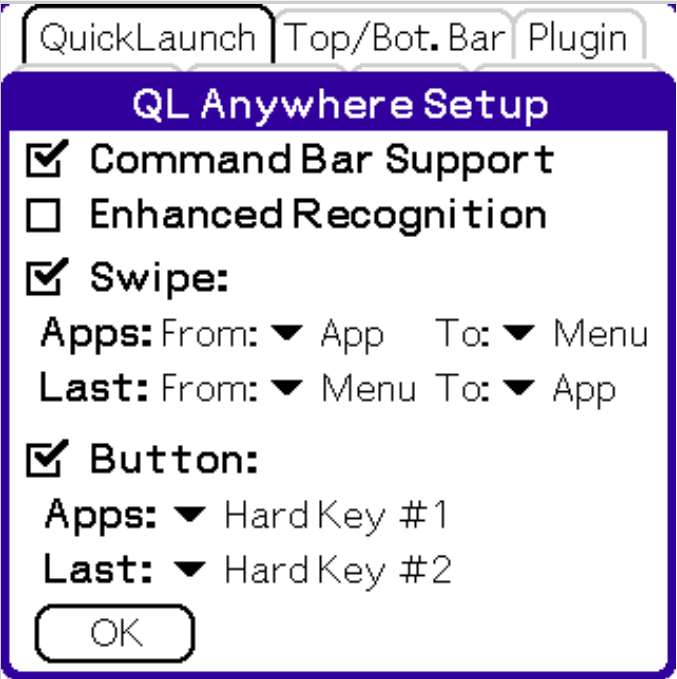 QuickLaunch Top/Bot. Bar Plugin
QL Anywhere Setup
Command Bar Support
Enhanced Recognition
Swipe:
Apps: From: App To: Menu
Last: From: Menu To: App
Button:
Apps: Hard Key #1
Last: Hard Key #2
OK